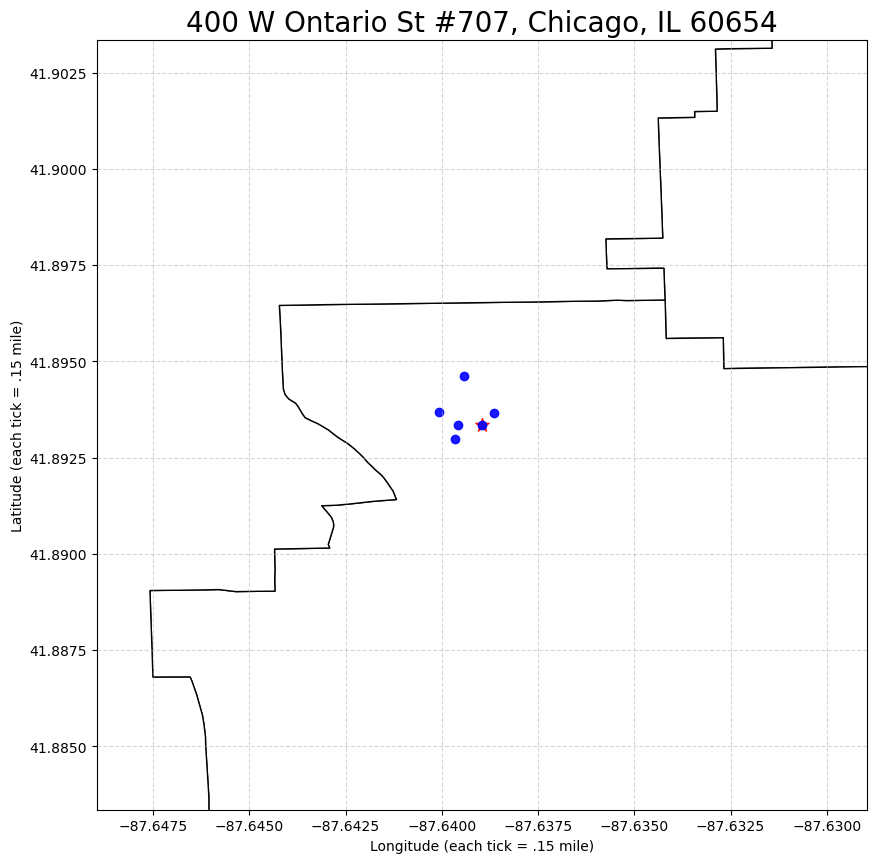 400 W Ontario St #707, Chicago, IL 60654
41.9025
41.9000
41.8975
41.8950
41.8925
41.8900
41.8875
41.8850
Latitude (each tick = .15 mile)
−87.6475 −87.6450 −87.6425 −87.6400 −87.6375 −87.6350 −87.6325 −87.6300
Longitude (each tick = .15 mile)